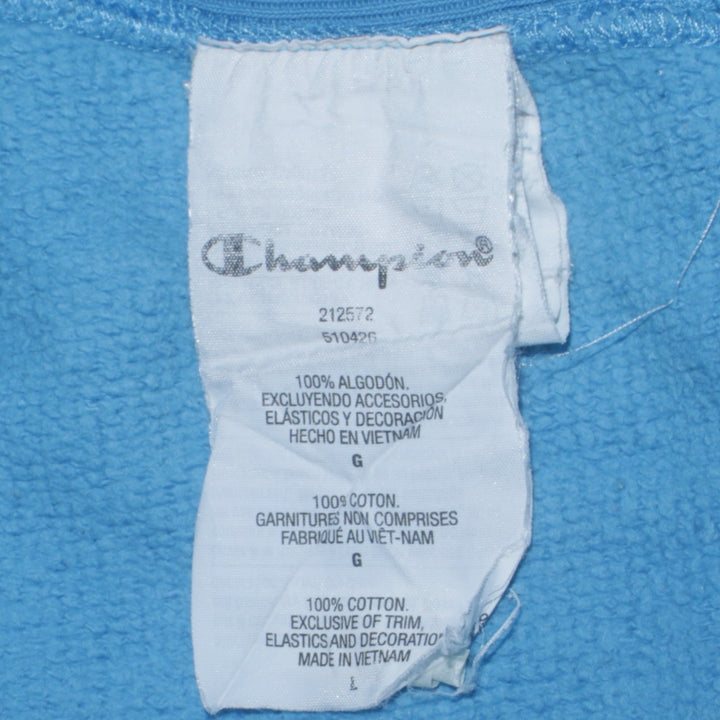 Champion®
212572
510426
100% ALGODÓN.
EXCLUYENDO ACCESORIOS,
ELÁSTICOS Y DECORACIÓN
HECHO EN VIETNAM
G
100% COTON.
GARNITURES NON COMPRISES
FABRIQUÉ AU VIÊT-NAM
G
100% COTTON.
EXCLUSIVE OF TRIM,
ELASTICS AND DECORATION
MADE IN VIETNAM
L